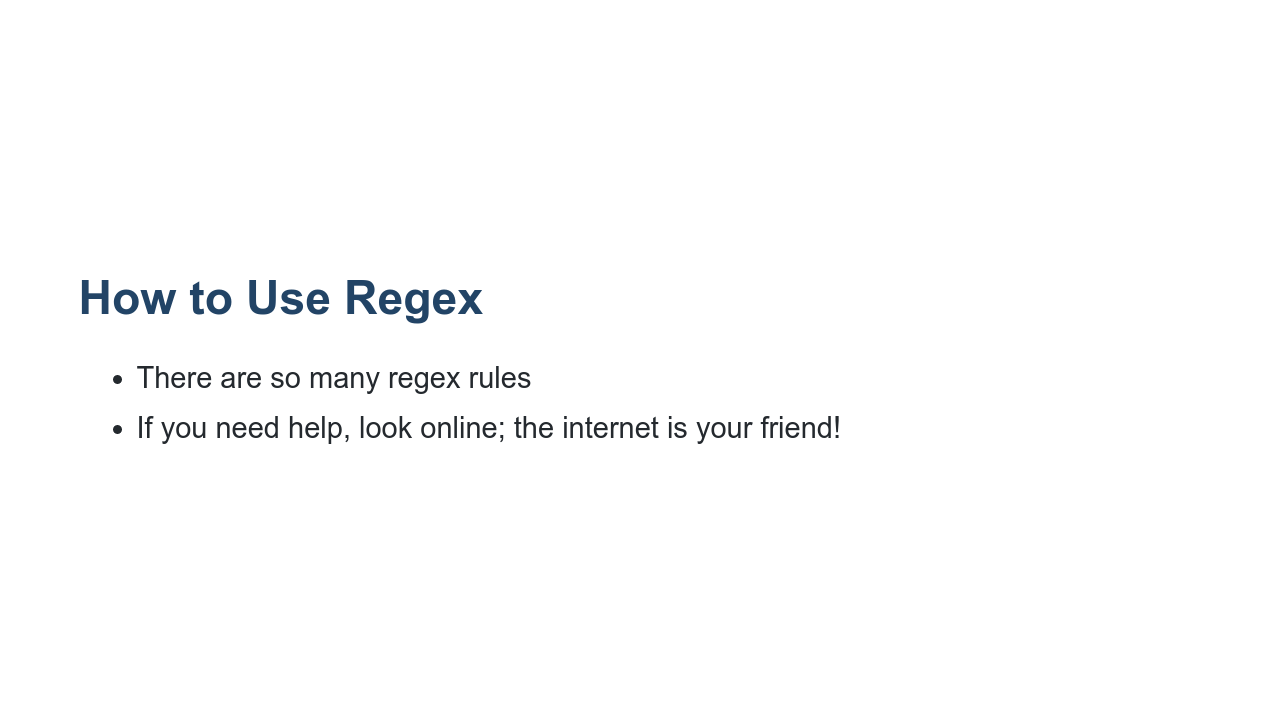 How to Use Regex
• There are so many regex rules
• If you need help, look online; the internet is your friend!